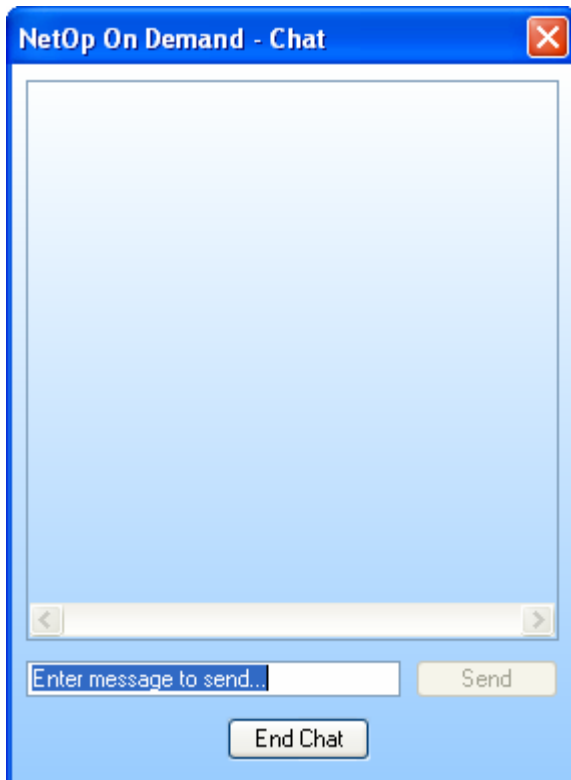 NetOp On Demand - Chat
Enter message to send...
Send
End Chat